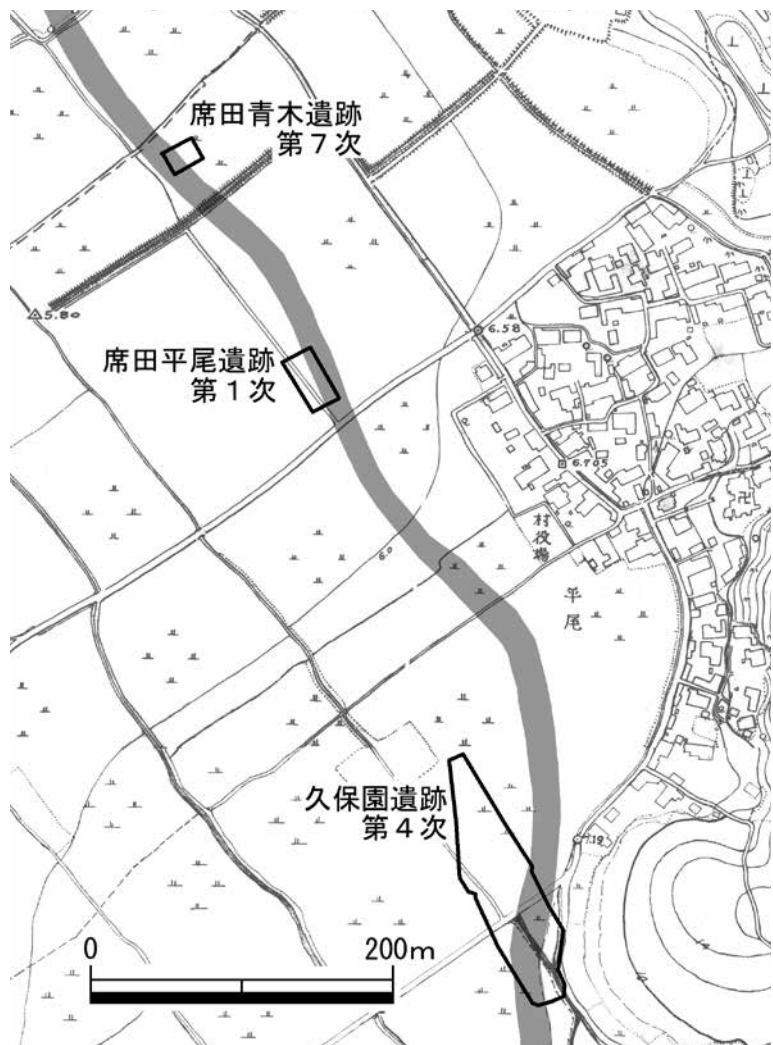 席田青木遺跡
第7次
5.80
6.58
席田平尾遺跡
第1次
6.705
卍
村役場
6.0
平尾
久保園遺跡
第4次
7.19
0 200m